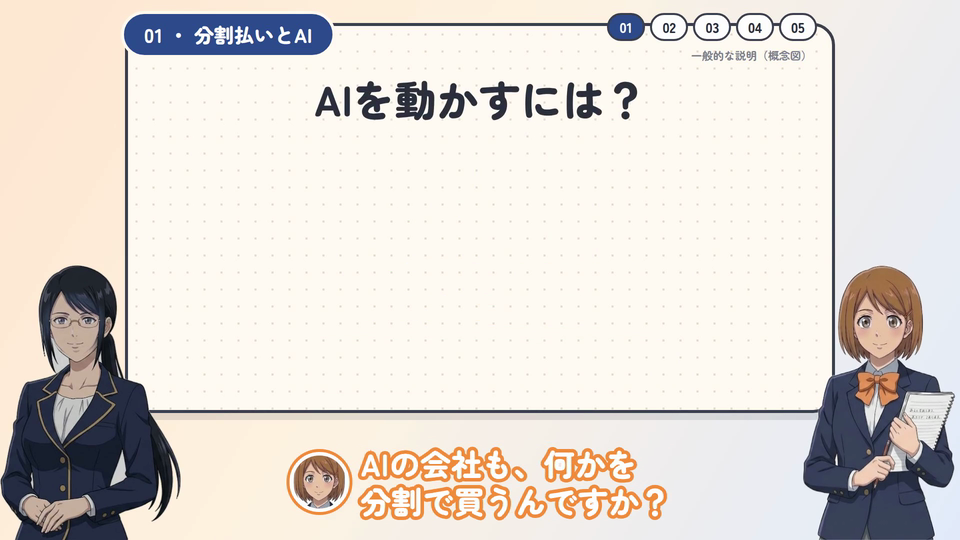 01 ・ 分割払いとAI
01 02 03 04 05
一般的な説明（概念図）
AIを動かすには？
AIの会社も、何かを
分割で買うんですか？